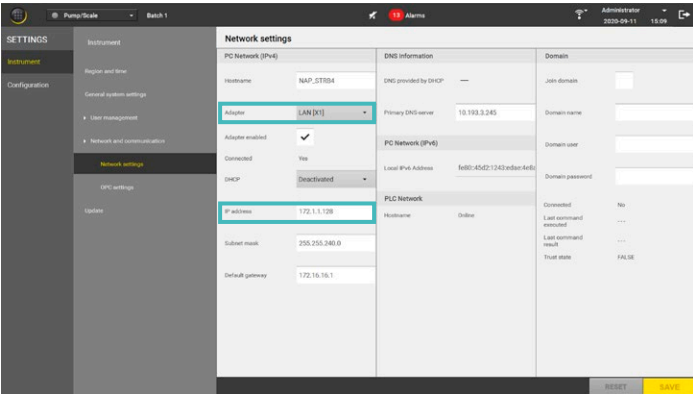 Pump/Scale
Batch 1
13 Alarms
Administrator
2020-09-11 15:09
SETTINGS
Instrument
Configuration
Instrument
Region and time
General system settings
User management
Network and communication
Network settings
OPC settings
Update
Network settings
PC Network (IPv4)
Hostname NAP_STR84
Adapter LAN [X1]
Adapter enabled
Connected Yes
DHCP Deactivated
IP address 172.1.1.128
Subnet mask 255.255.240.0
Default gateway 172.16.16.1
DNS Information
DNS provided by DHCP —
Primary DNS-server 10.193.3.245
PC Network (IPv6)
Local IPv6 Address
PLC Network
Hostname Online
Domain
Join domain
Domain name
Domain user
Domain password
Connected No
Last command
executed ---
Last command
result ---
Trust state FALSE
RESET SAVE